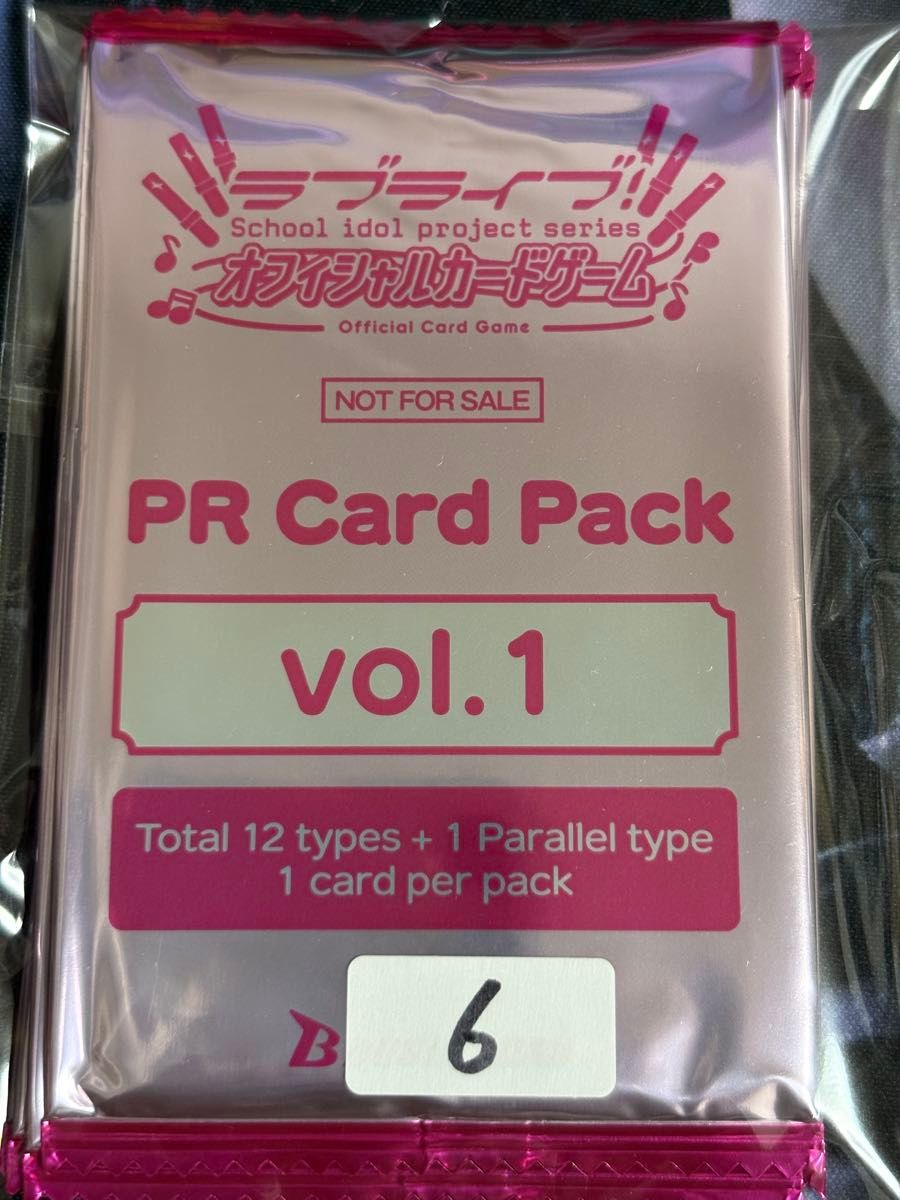 ラブライブ!
School idol project series
オフィシャルカードゲーム
Official Card Game
NOT FOR SALE
PR Card Pack
vol.1
Total 12 types + 1 Parallel type
1 card per pack
B
6